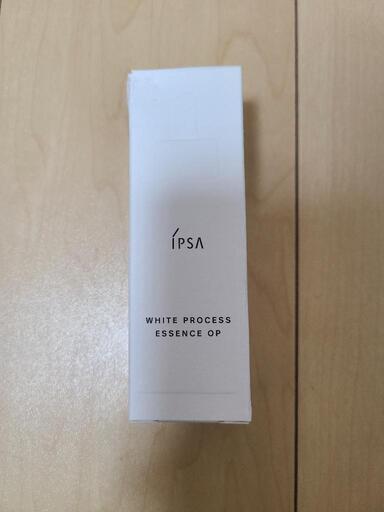 IPSA
WHITE PROCESS
ESSENCE OP